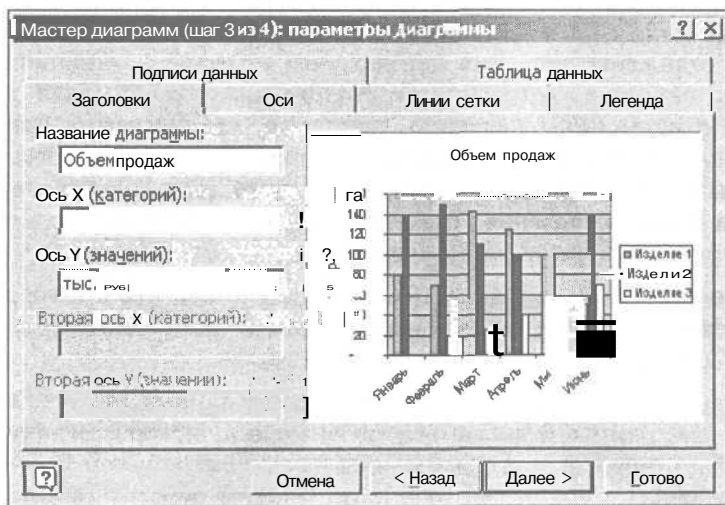 Мастер диаграмм (шаг 3 из 4): параметры диаграммы
Подписи данных
Таблица данных
Заголовки
Оси
Линии сетки
Легенда
Название диаграммы:
Объем продаж
Ось X (категорий):
Ось Y (значений):
тыс. руб
Вторая ось X (категорий):
Вторая ось Y (значений):
Объем продаж
140
120
100
80
20
Январь
Февраль
Март
Апрель
Июнь
Изделие 1
Издели2
Изделие 3
Отмена
< Назад
Далее >
Готово